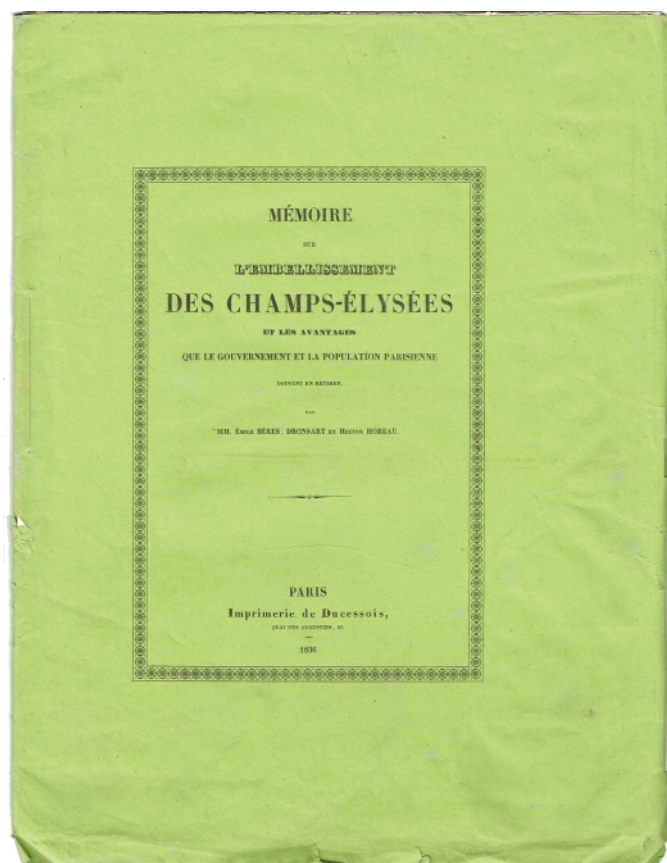 MÉMOIRE
SUR
L'EMBELLISSEMENT
DES CHAMPS-ÉLYSÉES
ET LES AVANTAGES
QUE LE GOUVERNEMENT ET LA POPULATION PARISIENNE
DOIVENT EN RETIRER.
PAR
MM. ÉMILE BÈRES, DRONSART ET HECTOR HOREAU.
PARIS
Imprimerie de Ducessois,
QUAI DES AUGUSTINS,
1836